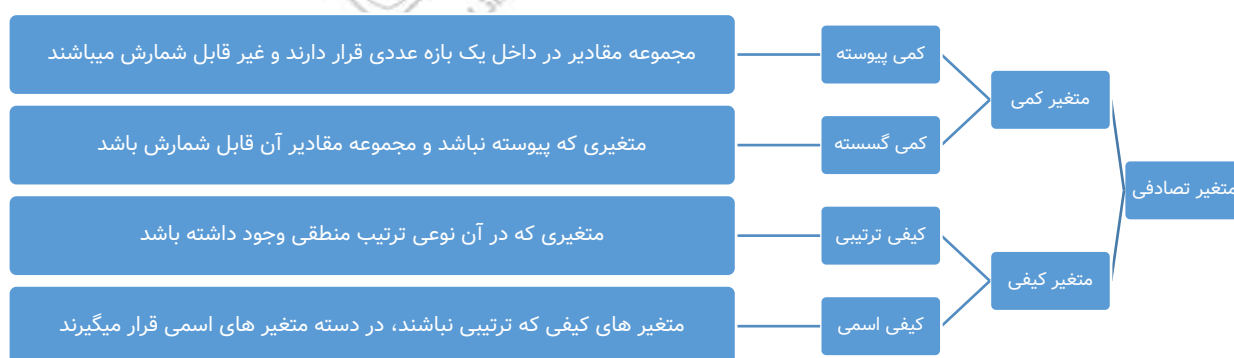 متغیر تصادفی
متغیر کمی
کمی پیوسته
مجموعه مقادیر در داخل یک بازه عددی قرار دارند و غیر قابل شمارش میباشند
کمی گسسته
متغیری که پیوسته نباشد و مجموعه مقادیر آن قابل شمارش باشد
متغیر کیفی
کیفی ترتیبی
متغیری که در آن نوعی ترتیب منطقی وجود داشته باشد
کیفی اسمی
متغیر های کیفی که ترتیبی نباشند، در دسته متغیر های اسمی قرار میگیرند